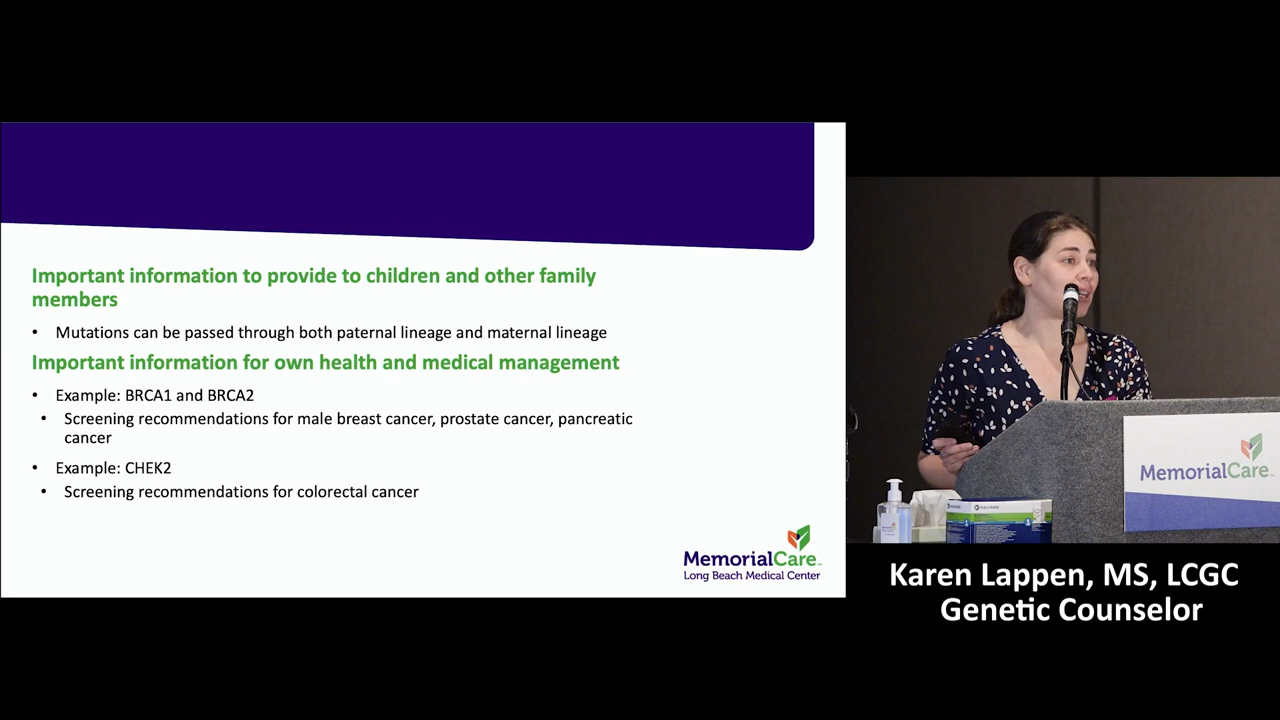 Important information to provide to children and other family
members
• Mutations can be passed through both paternal lineage and maternal lineage
Important information for own health and medical management
• Example: BRCA1 and BRCA2
• Screening recommendations for male breast cancer, prostate cancer, pancreatic
cancer
• Example: CHEK2
• Screening recommendations for colorectal cancer
MemorialCare
Long Beach Medical Center
MemorialCare
HALYARD
Karen Lappen, MS, LCGC
Genetic Counselor